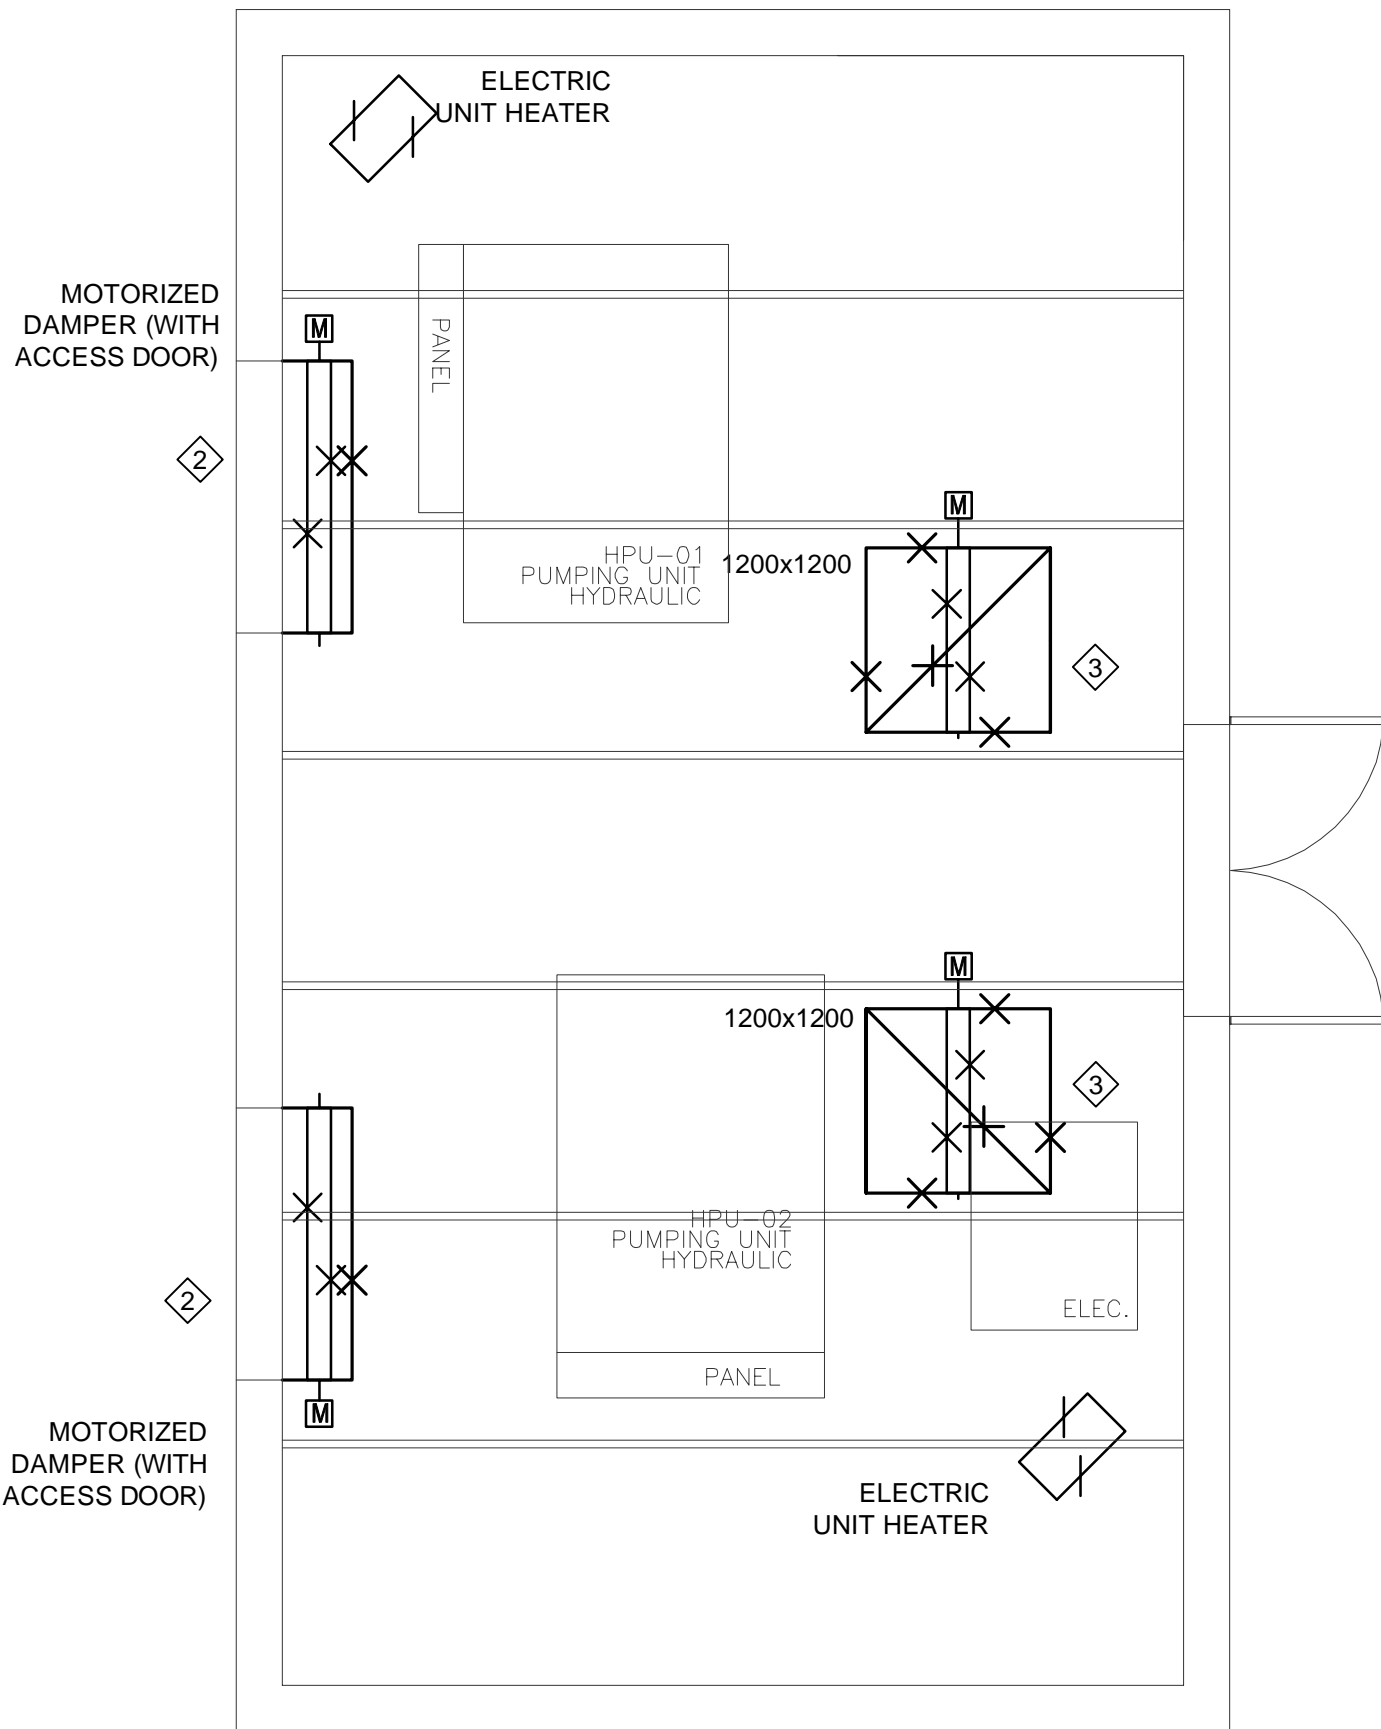 ELECTRIC
UNIT HEATER
MOTORIZED
DAMPER (WITH
ACCESS DOOR)
M
PANEL
2
M
HPU-01
PUMPING UNIT
HYDRAULIC
1200x1200
3
M
1200x1200
3
HPU-02
PUMPING UNIT
HYDRAULIC
2
ELEC.
PANEL
M
MOTORIZED
DAMPER (WITH
ACCESS DOOR)
ELECTRIC
UNIT HEATER